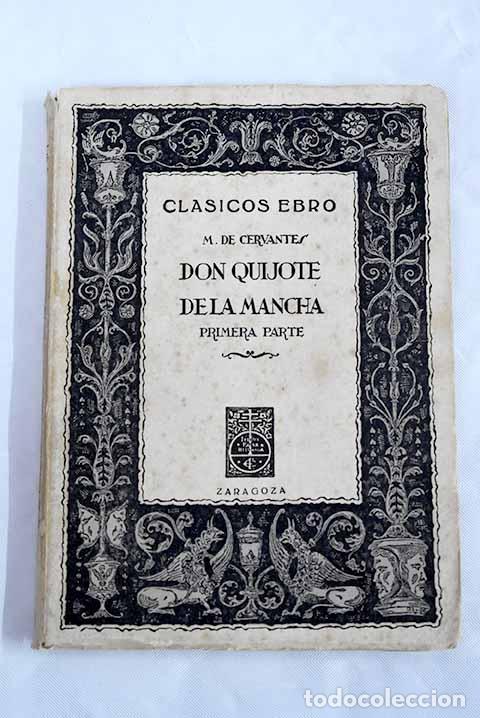 CLASICOS EBRO
M. DE CERVANTES
DON QUIJOTE
DE LA MANCHA
PRIMERA PARTE
ZARAGOZA
todocoleccion